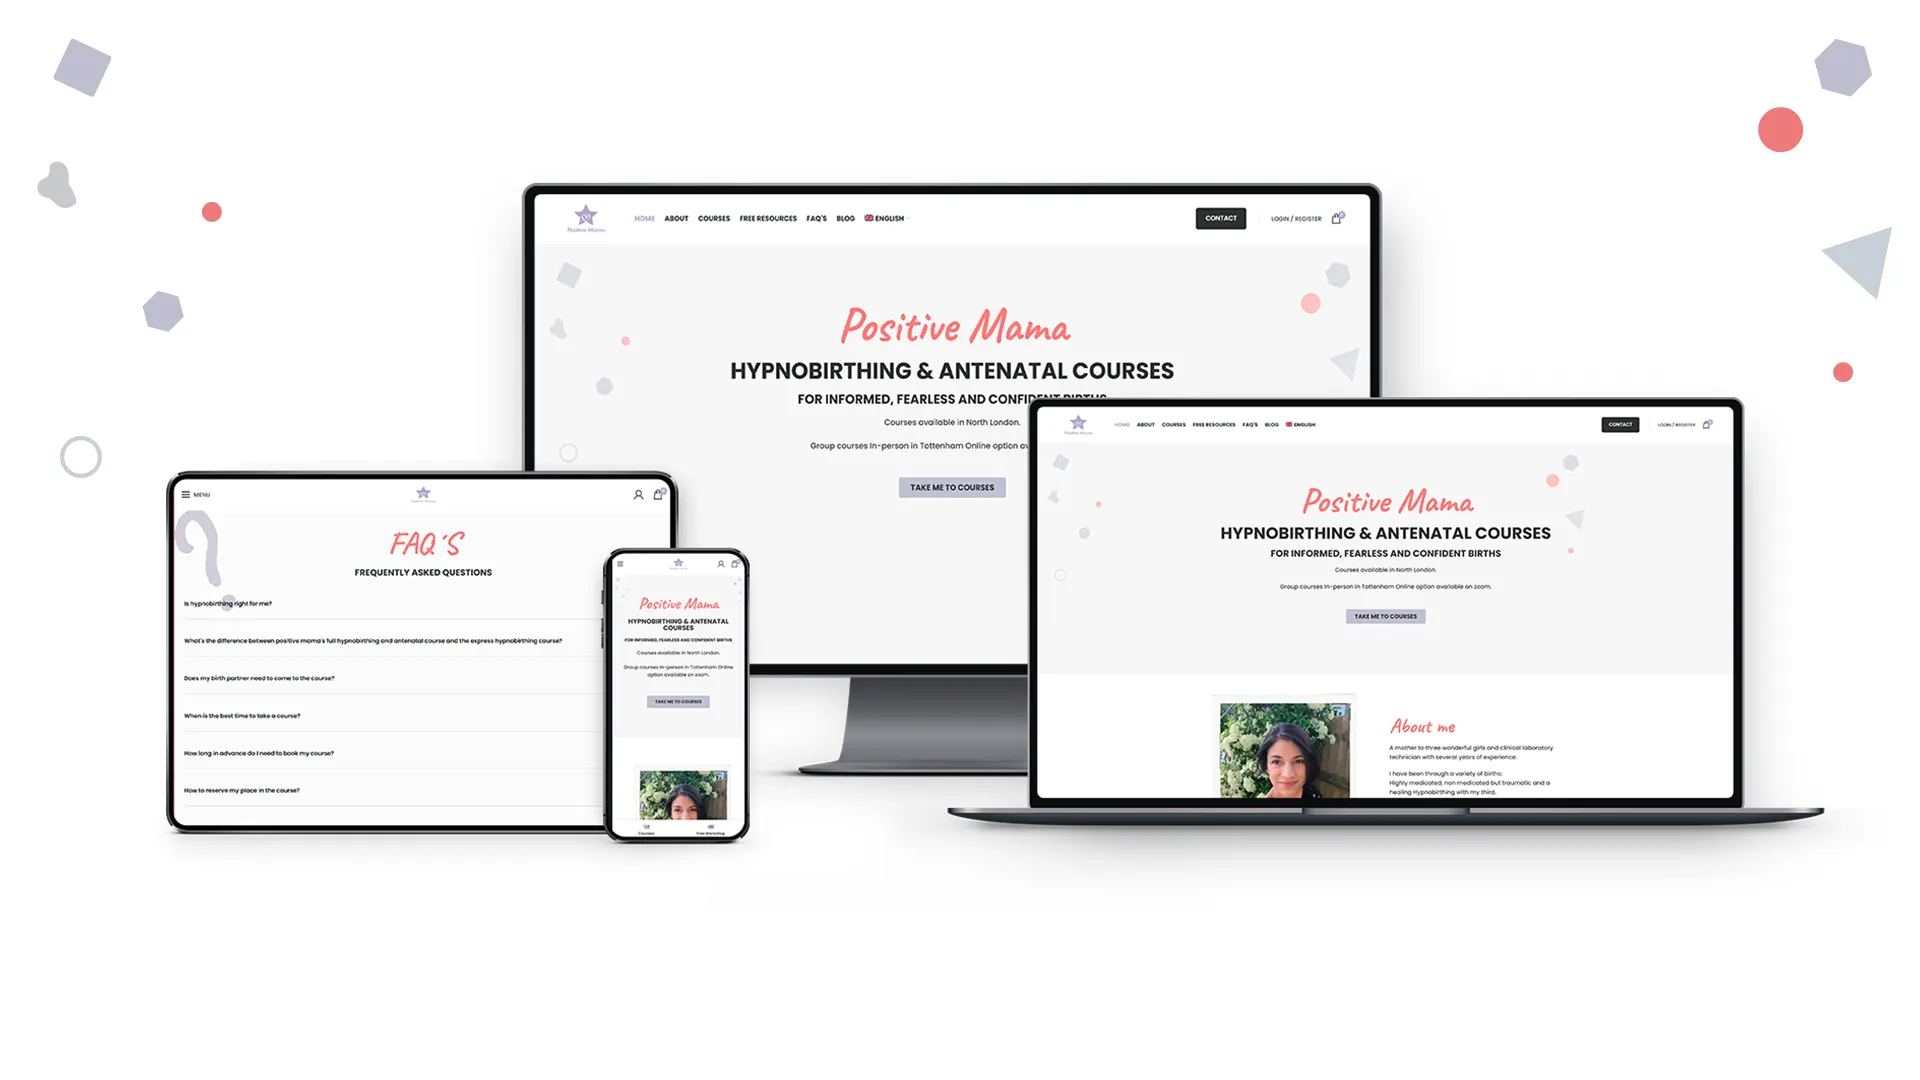 Positive Mama
HOME ABOUT COURSES FREE RESOURCES FAQ'S BLOG ENGLISH
CONTACT
LOGIN / REGISTER
0
Positive Mama
HYPNOBIRTHING & ANTENATAL COURSES
FOR INFORMED, FEARLESS AND CONFIDENT BIRTHS
Courses available in North London.
Group courses In-person in Tottenham Online option av
TAKE ME TO COURSES
Positive Mama
HOME ABOUT COURSES FREE RESOURCES FAQ'S BLOG ENGLISH
CONTACT
LOGIN / REGISTER
Positive Mama
HYPNOBIRTHING & ANTENATAL COURSES
FOR INFORMED, FEARLESS AND CONFIDENT BIRTHS
Courses available in North London.
Group courses In-person in Tottenham Online option available on zoom.
TAKE ME TO COURSES
About me
A mother to three wonderful girls and clinical laboratory
technician with several years of experience.
I have been through a variety of births:
Highly medicated, non medicated but traumatic and a
healing Hypnobirthing with my third.
MENU
Positive Mama
FAQ'S
FREQUENTLY ASKED QUESTIONS
Is hypnobirthing right for me?
What's the difference between positive mama's full hypnobirthing and antenatal course and the express hypnobirthing course?
Does my birth partner need to come to the course?
When is the best time to take a course?
How long in advance do I need to book my course?
How to reserve my place in the course?
Positive Mama
HYPNOBIRTHING & ANTENATAL
COURSES
FOR INFORMED, FEARLESS AND CONFIDENT BIRTHS
Courses available in North London.
Group courses In-person in Tottenham Online
option available on zoom.
TAKE ME TO COURSES
Courses
Free Workshop